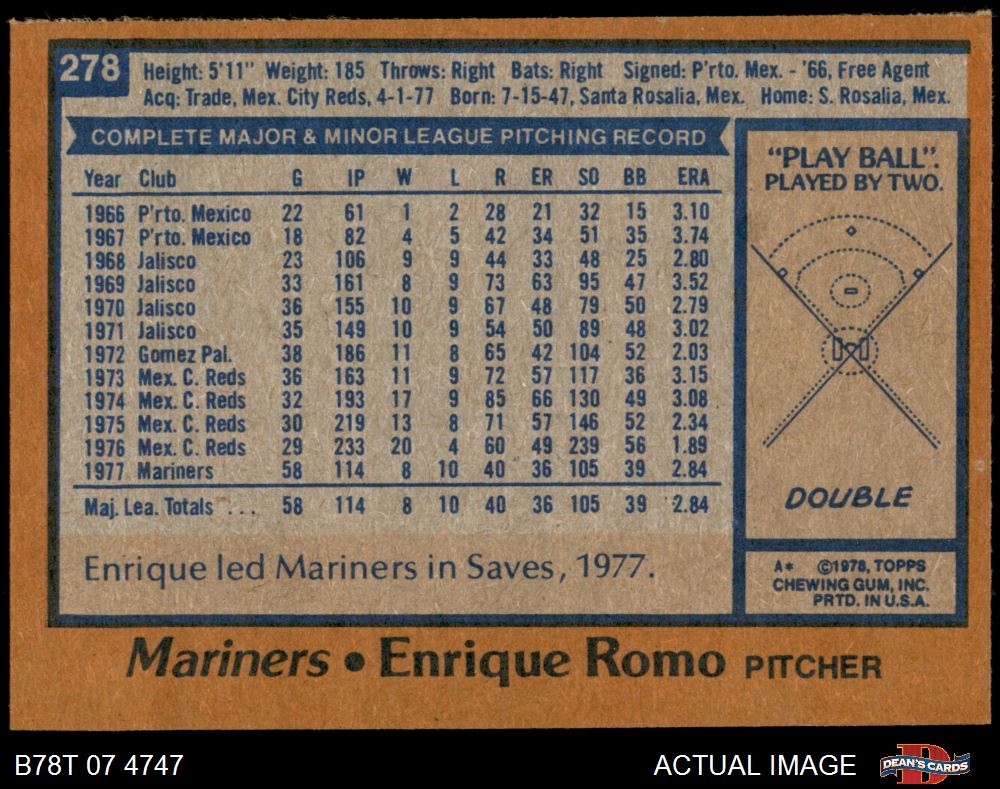 278
Height: 5'11" Weight: 185 Throws: Right Bats: Right Signed: P'rto. Mex. - '66, Free Agent
Acq: Trade, Mex. City Reds, 4-1-77 Born: 7-15-47, Santa Rosalia, Mex. Home: S. Rosalia, Mex.
COMPLETE MAJOR & MINOR LEAGUE PITCHING RECORD
Year Club G IP W L R ER SO BB ERA
1966 P'rto. Mexico 22 61 1 2 28 21 32 15 3.10
1967 P'rto. Mexico 18 82 4 5 42 34 51 35 3.74
1968 Jalisco 23 106 9 9 44 33 48 25 2.80
1969 Jalisco 33 161 8 9 73 63 95 47 3.52
1970 Jalisco 36 155 10 9 67 48 79 50 2.79
1971 Jalisco 35 149 10 9 54 50 89 48 3.02
1972 Gomez Pal. 38 186 11 8 65 42 104 52 2.03
1973 Mex. C. Reds 36 163 11 9 72 57 117 36 3.15
1974 Mex. C. Reds 32 193 17 9 85 66 130 49 3.08
1975 Mex. C. Reds 30 219 13 8 71 57 146 52 2.34
1976 Mex. C. Reds 29 233 20 4 60 49 239 56 1.89
1977 Mariners 58 114 8 10 40 36 105 39 2.84
Maj. Lea. Totals ... 58 114 8 10 40 36 105 39 2.84
Enrique led Mariners in Saves, 1977.
"PLAY BALL".
PLAYED BY TWO.
DOUBLE
A* ©1978, TOPPS
CHEWING GUM, INC.
PRTD. IN U.S.A.
Mariners • Enrique Romo PITCHER
B78T 07 4747
ACTUAL IMAGE
D
DEAN'S CARDS